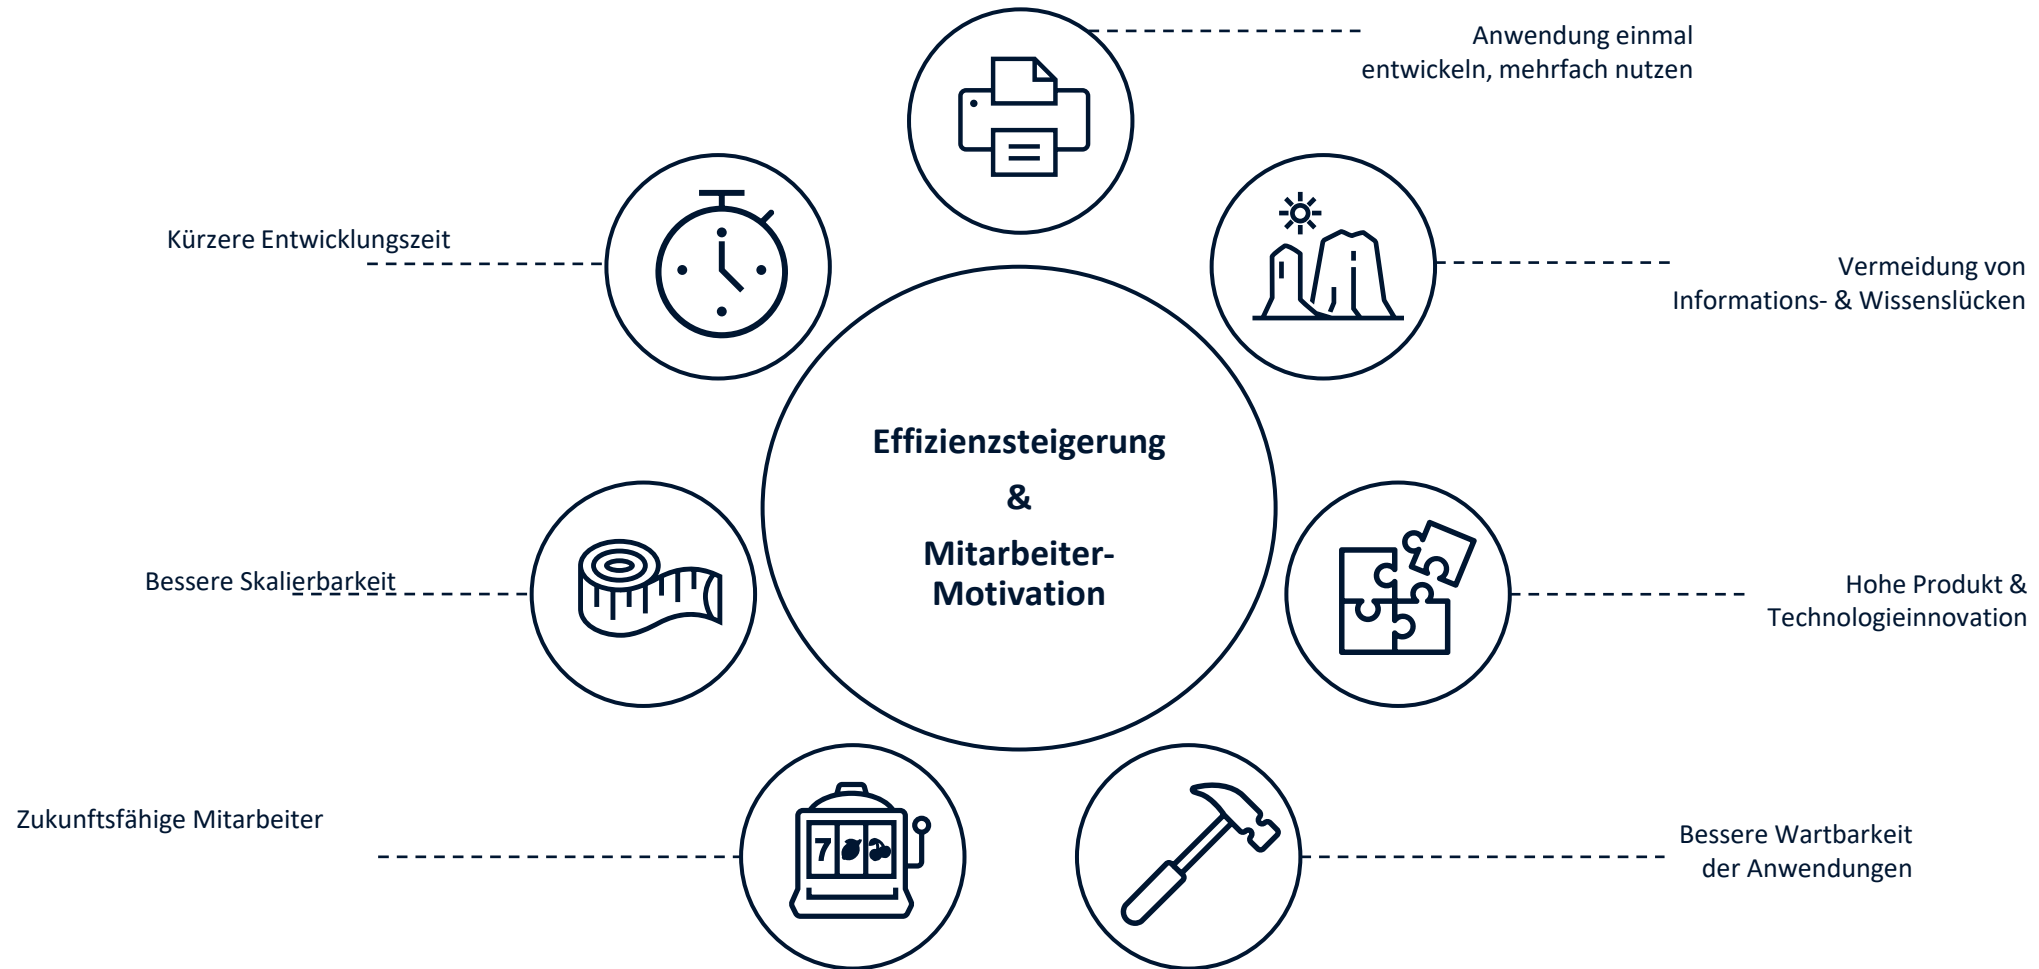 Anwendung einmal
entwickeln, mehrfach nutzen
Kürzere Entwicklungszeit
Vermeidung von
Informations- & Wissenslücken
Effizienzsteigerung
&
Mitarbeiter-
Motivation
Bessere Skalierbarkeit
Hohe Produkt &
Technologieinnovation
Zukunftsfähige Mitarbeiter
7
Bessere Wartbarkeit
der Anwendungen